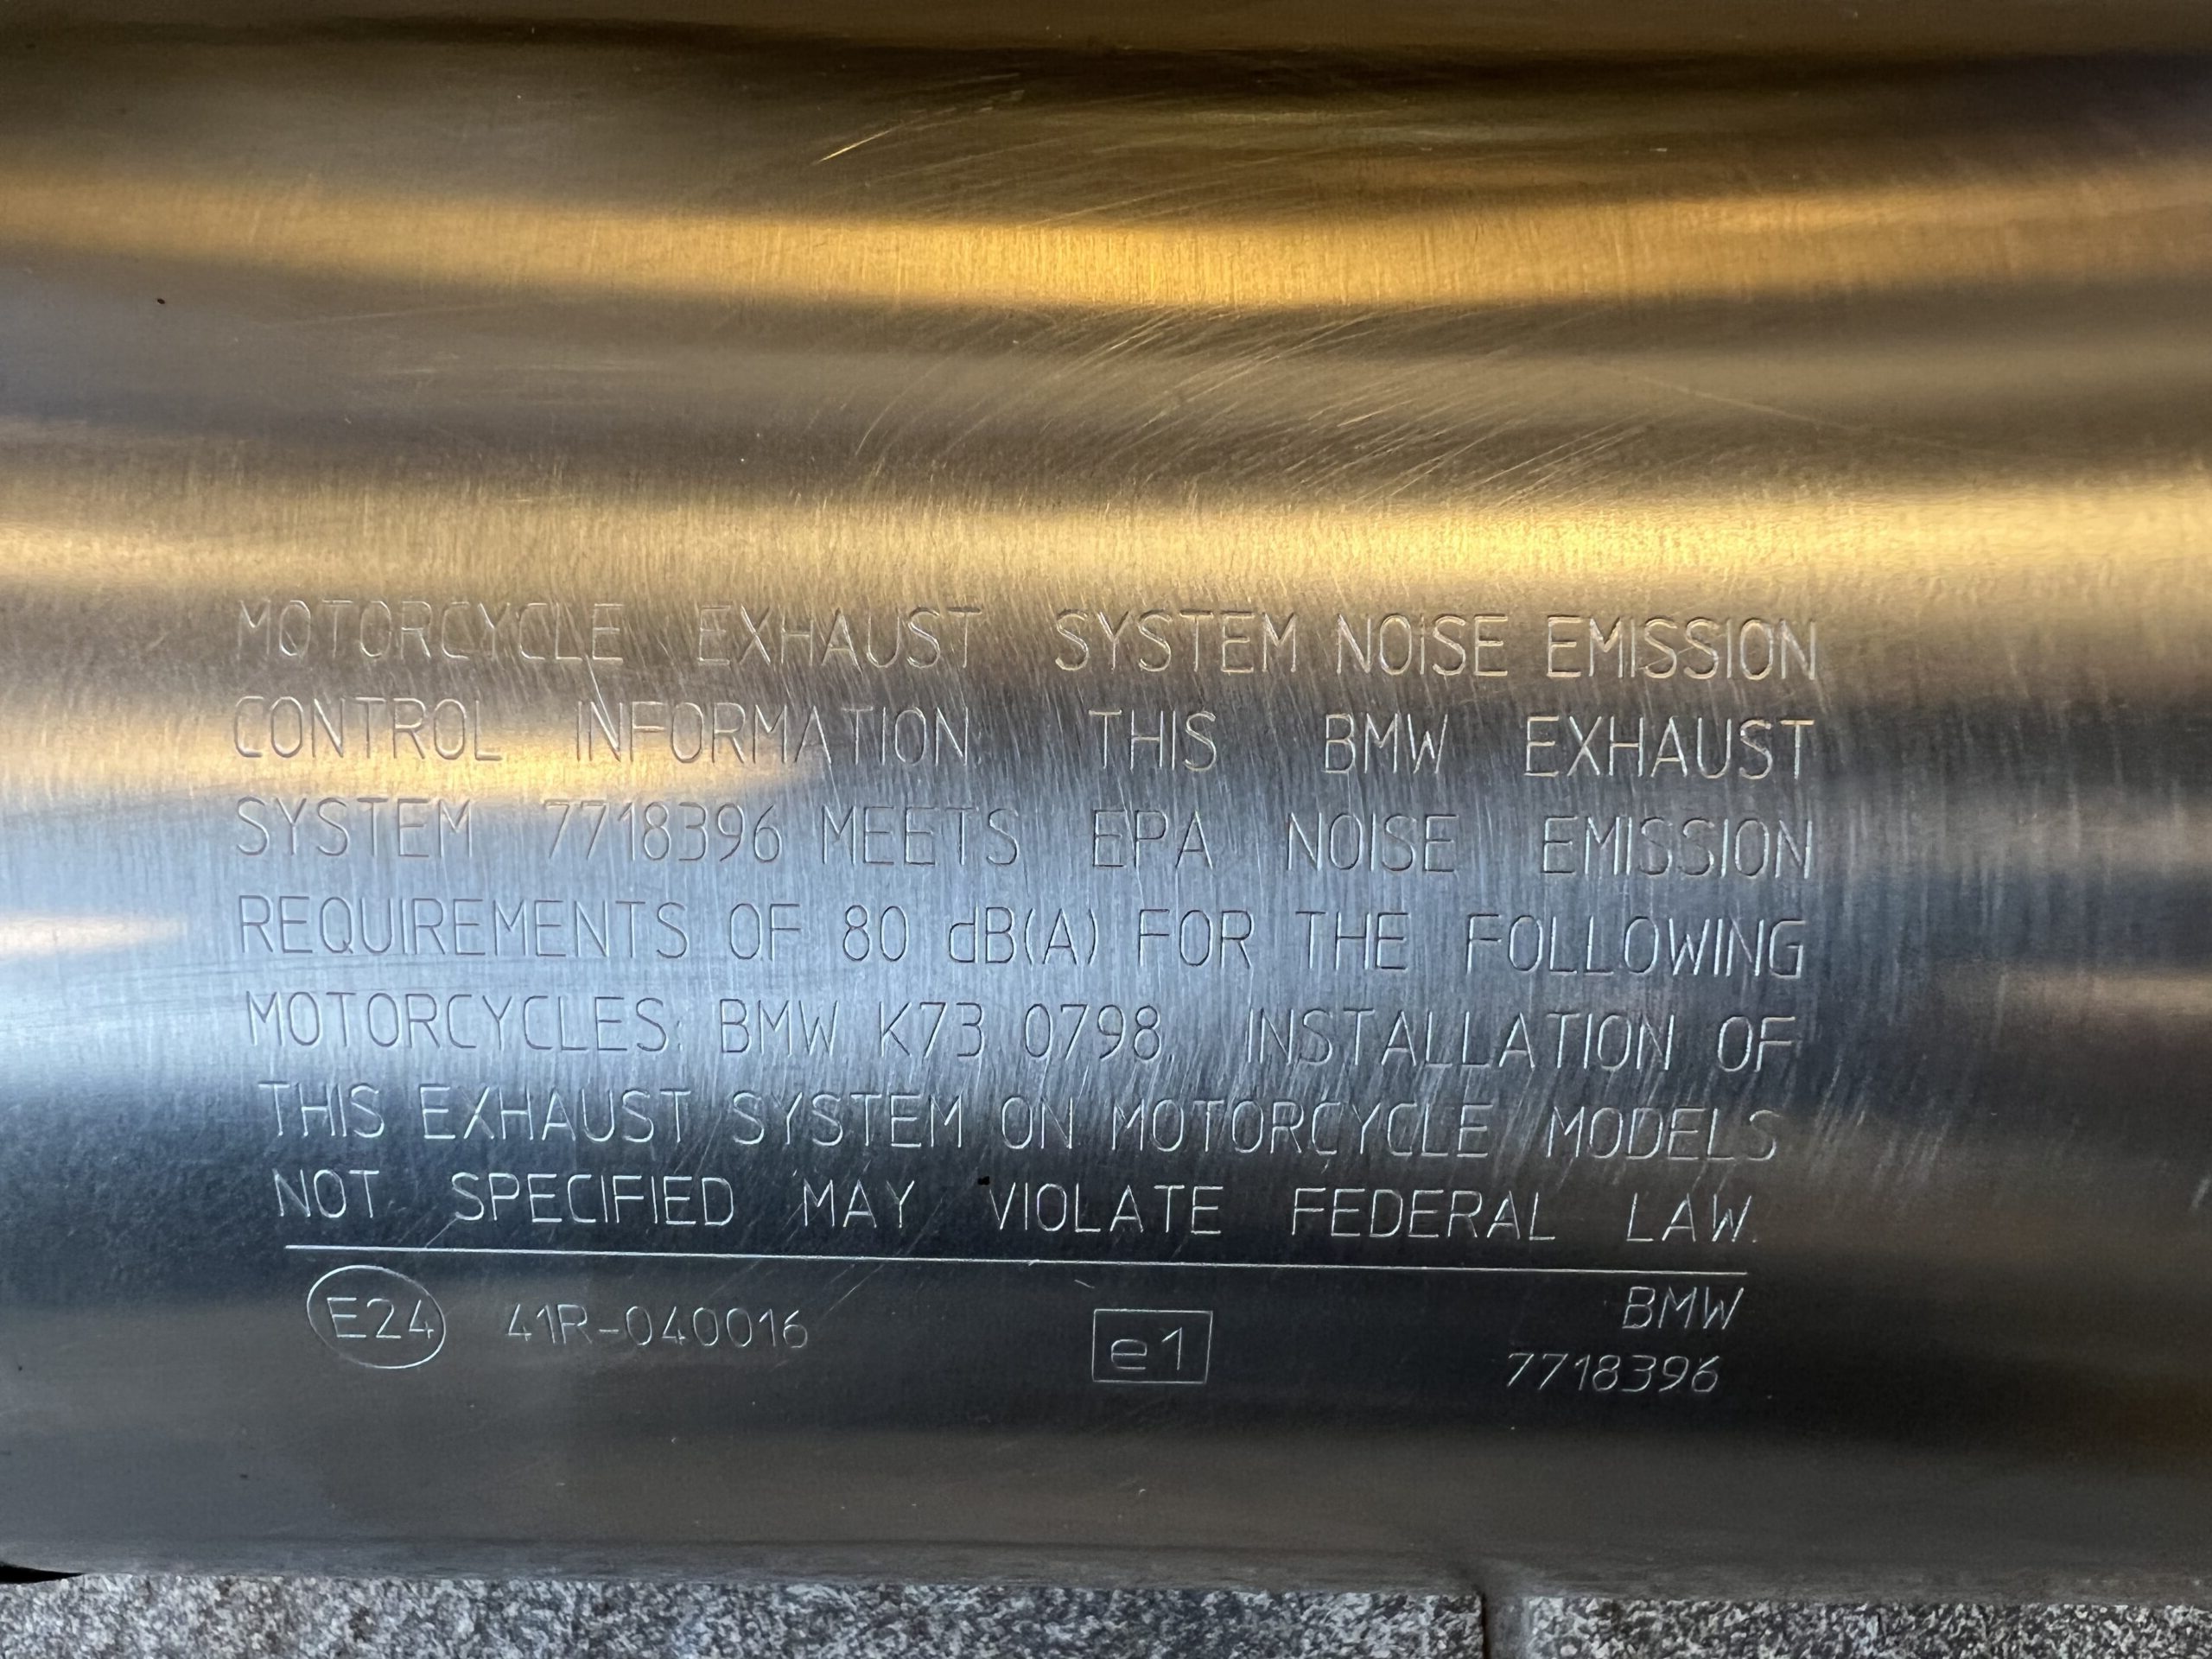 MOTORCYCLE EXHAUST SYSTEM NOISE EMISSION
CONTROL INFORMATION. THIS BMW EXHAUST
SYSTEM 7718396 MEETS EPA NOISE EMISSION
REQUIREMENTS OF 80 dB(A) FOR THE FOLLOWING
MOTORCYCLES: BMW K73 0798. INSTALLATION OF
THIS EXHAUST SYSTEM ON MOTORCYCLE MODELS
NOT SPECIFIED MAY VIOLATE FEDERAL LAW.
E24 41R-040016 e1 BMW
7718396